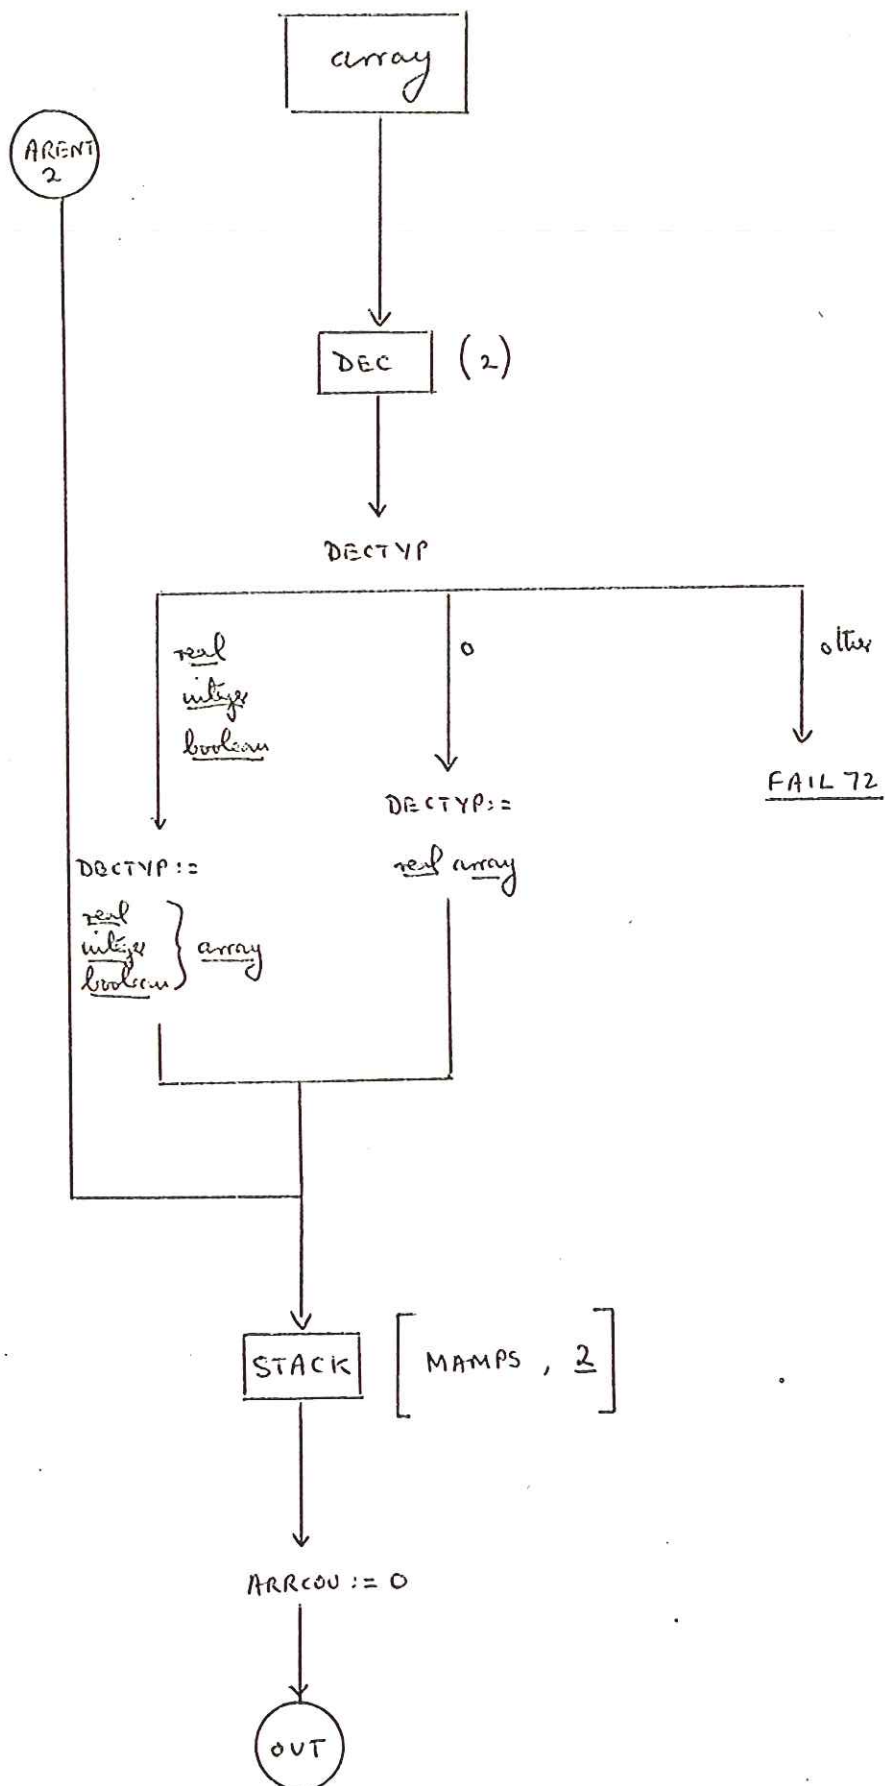 array
ARENT
2
DEC (2)
DECTYP
real
integer
boolean
0
other
FAIL 72
DECTYP:=
real array
DECTYP:=
real
integer
boolean
array
STACK [MAMPS, 2]
ARRCOU := 0
OUT